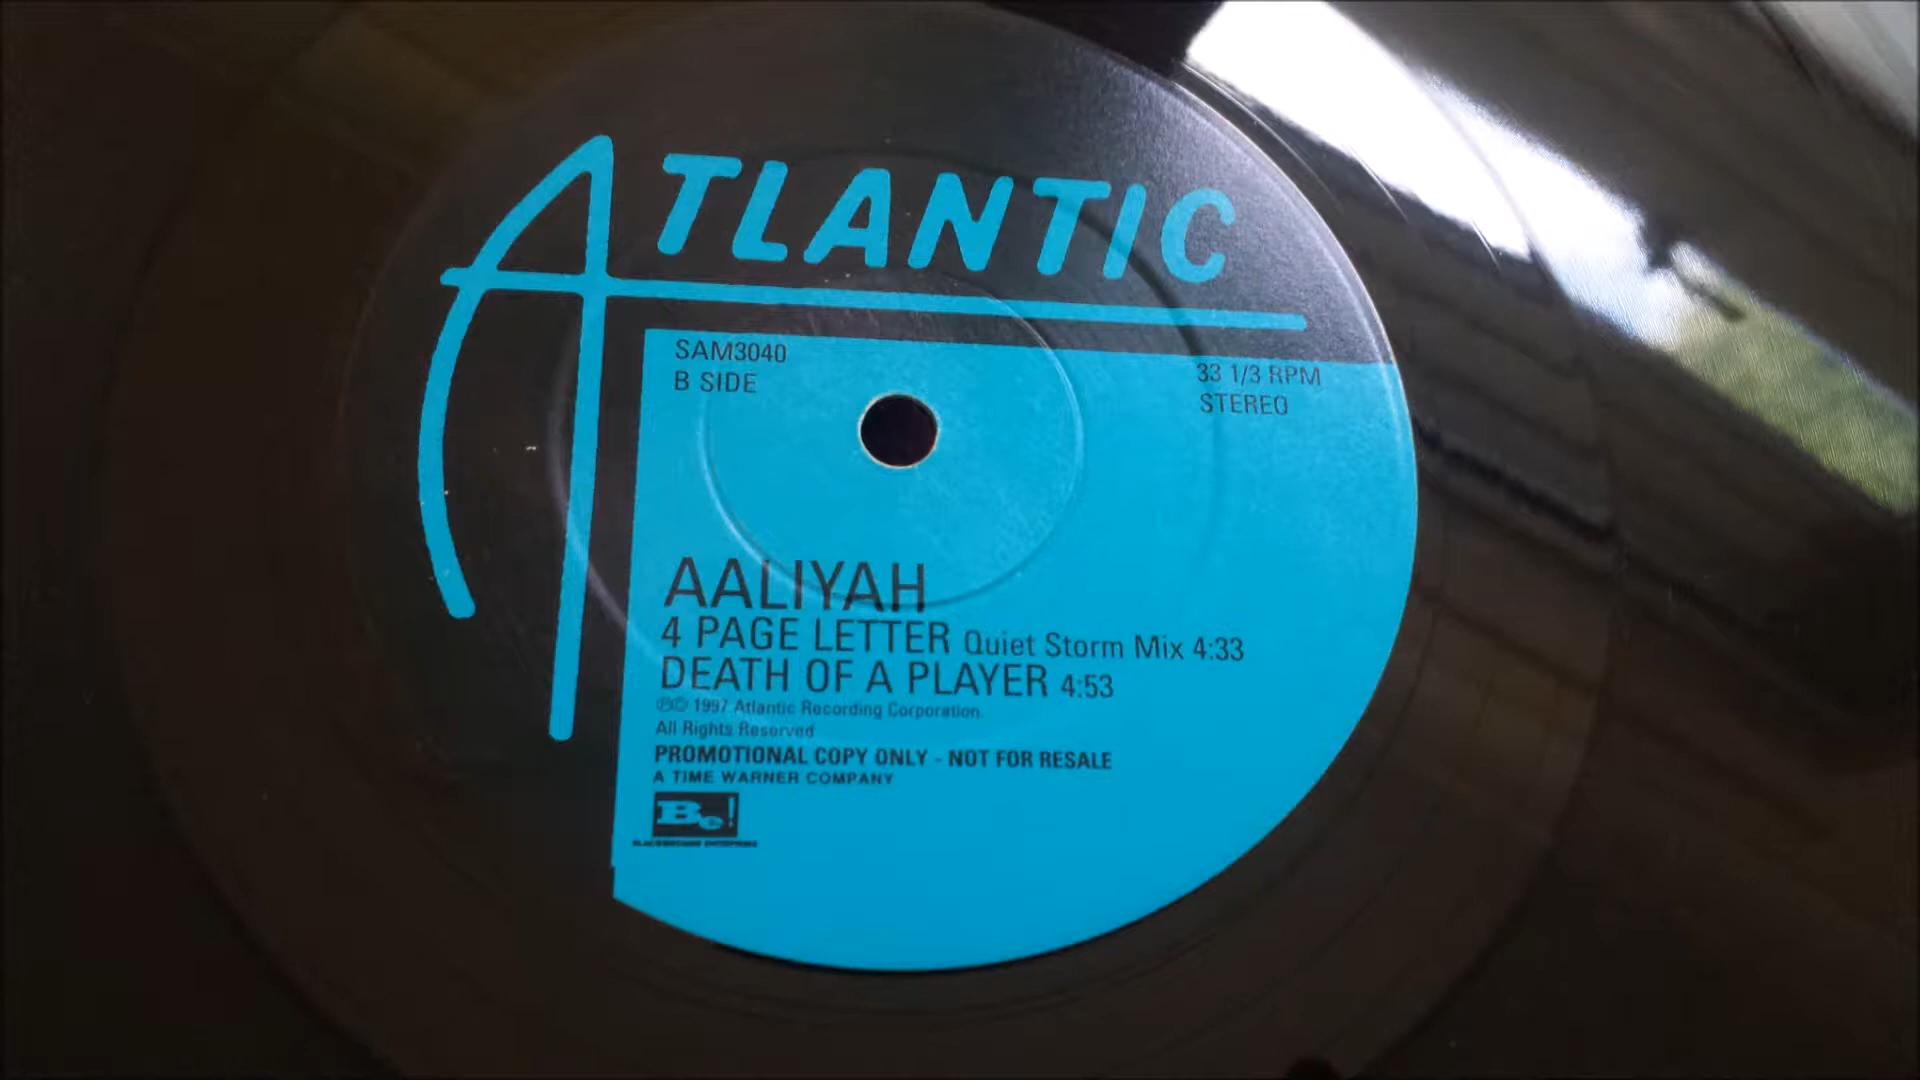 ATLANTIC
SAM3040
B SIDE
33 1/3 RPM
STEREO
AALIYAH
4 PAGE LETTER Quiet Storm Mix 4:33
DEATH OF A PLAYER 4:53
℗© 1997 Atlantic Recording Corporation.
All Rights Reserved
PROMOTIONAL COPY ONLY - NOT FOR RESALE
A TIME WARNER COMPANY
Be!